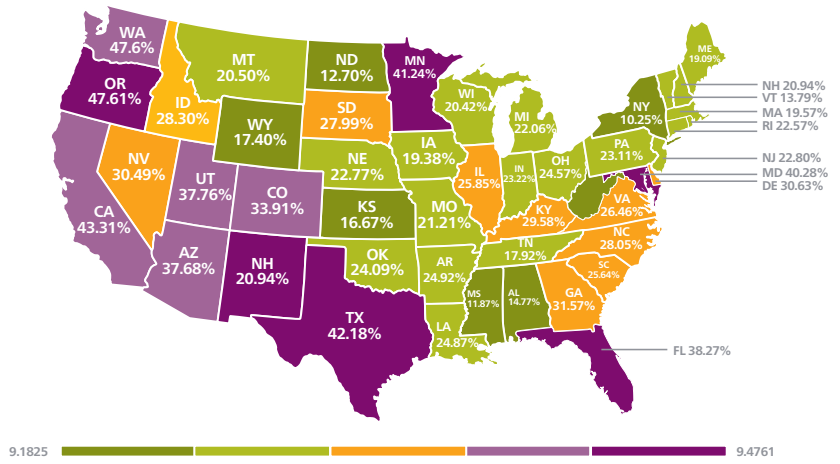 WA
47.6%
OR
47.61%
ID
28.30%
MT
20.50%
ND
12.70%
MN
41.24%
SD
27.99%
WY
17.40%
WI
20.42%
MI
22.06%
NY
10.25%
ME
19.09%
NH 20.94%
VT 13.79%
MA 19.57%
RI 22.57%
NJ 22.80%
MD 40.28%
DE 30.63%
PA
23.11%
NV
30.49%
UT
37.76%
CO
33.91%
NE
22.77%
IA
19.38%
IL
25.85%
IN
23.22%
OH
24.57%
CA
43.31%
AZ
37.68%
NH
20.94%
KS
16.67%
MO
21.21%
KY
29.58%
VA
26.46%
NC
28.05%
TN
17.92%
SC
25.64%
OK
24.09%
AR
24.92%
MS
11.87%
AL
14.77%
GA
31.57%
TX
42.18%
LA
24.87%
FL 38.27%
9.1825
9.4761